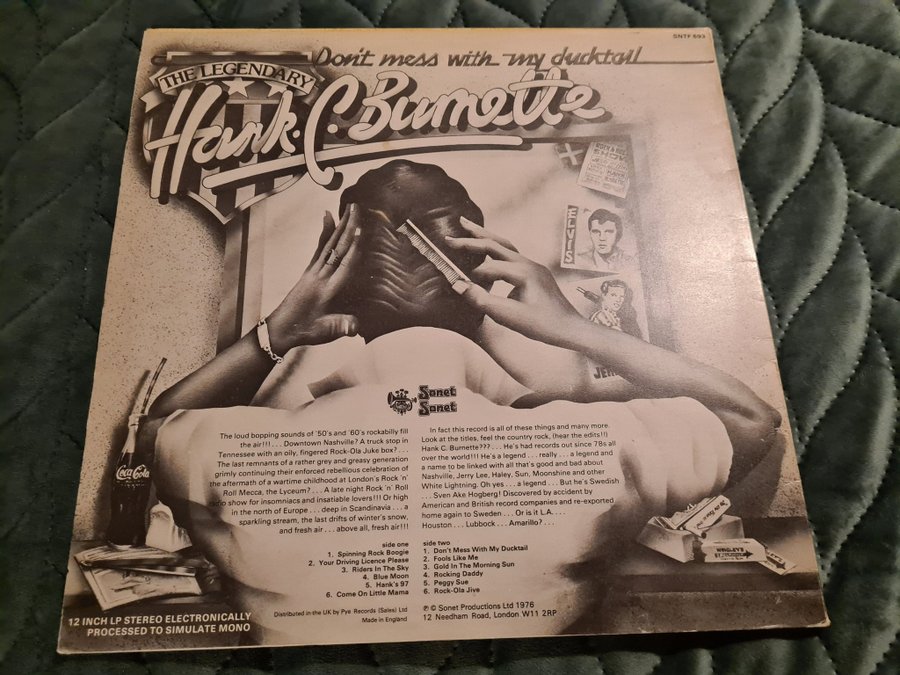 SNTF 693
Don't mess with my ducktail
THE LEGENDARY
Hank. C. Burnette
ROCK & ROLL
SHOW
ELVIS
JER
Coca-Cola
Sonet
Sonet
The loud bopping sounds of '50's and '60's rockabilly fill
the air!!! . . . Downtown Nashville? A truck stop in
Tennessee with an oily, fingered Rock-Ola Juke box? . . .
The last remnants of a rather grey and greasy generation
grimly continuing their enforced rebellious celebration of
the aftermath of a wartime childhood at London's Rock 'n'
Roll Mecca, the Lyceum? . . . A late night Rock 'n' Roll
radio show for insomniacs and insatiable lovers!!! Or high
in the north of Europe . . . deep in Scandinavia . . . a
sparkling stream, the last drifts of winter's snow,
and fresh air . . . above all, fresh air!!!
In fact this record is all of these things and many more.
Look at the titles, feel the country rock, (hear the edits!!)
Hank C. Burnette??? . . . He's had records out since 78s all
over the world!!! He's a legend . . . really . . . a legend and
a name to be linked with all that's good and bad about
Nashville, Jerry Lee, Haley, Sun, Moonshine and other
White Lightning. Oh yes . . . a legend . . . But he's Swedish
. . . Sven Ake Hogberg! Discovered by accident by
American and British record companies and re-exported
home again to Sweden . . . Or is it L.A. . . .
Houston . . . Lubbock . . . Amarillo? . . .
side one
1. Spinning Rock Boogie
2. Your Driving Licence Please
3. Riders In The Sky
4. Blue Moon
5. Hank's 97
6. Come On Little Mama
side two
1. Don't Mess With My Ducktail
2. Fools Like Me
3. Gold In The Morning Sun
4. Rocking Daddy
5. Peggy Sue
6. Rock-Ola Jive
WRIGLEY'S
12 INCH LP STEREO ELECTRONICALLY
PROCESSED TO SIMULATE MONO
Distributed in the UK by Pye Records (Sales) Ltd
Made in England
℗ © Sonet Productions Ltd 1976
12 Needham Road, London W11 2RP